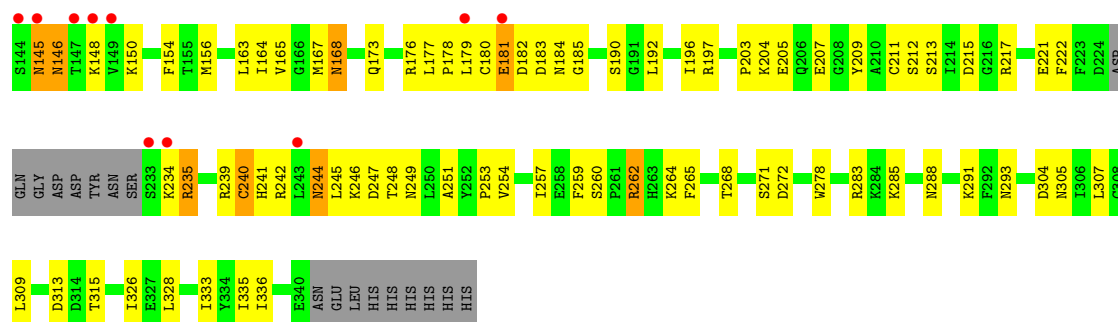 S144 N145 N146 T147 K148 V149 K150 F154 T155 M156 L163 I164 V165 G166 M167 N168 Q173 R176 L177 P178 L179 C180 E181 D182 D183 N184 G185 S190 G191 L192 I196 R197 P203 K204 E205 Q206 E207 G208 Y209 A210 C211 S212 S213 I214 D215 G216 R217 E221 F222 F223 D224 ASP
GLN GLY ASP ASP TYR ASN SER S233 K234 R235 R239 C240 H241 R242 L243 N244 L245 K246 D247 T248 N249 L250 A251 Y252 P253 V254 I257 E258 F259 S260 P261 R262 H263 K264 F265 T268 S271 D272 W278 R283 K284 K285 N288 K291 F292 N293 D304 N305 I306 L307
L309 D313 D314 T315 I326 E327 L328 I333 Y334 I335 I336 E340 ASN GLU LEU HIS HIS HIS HIS HIS HIS